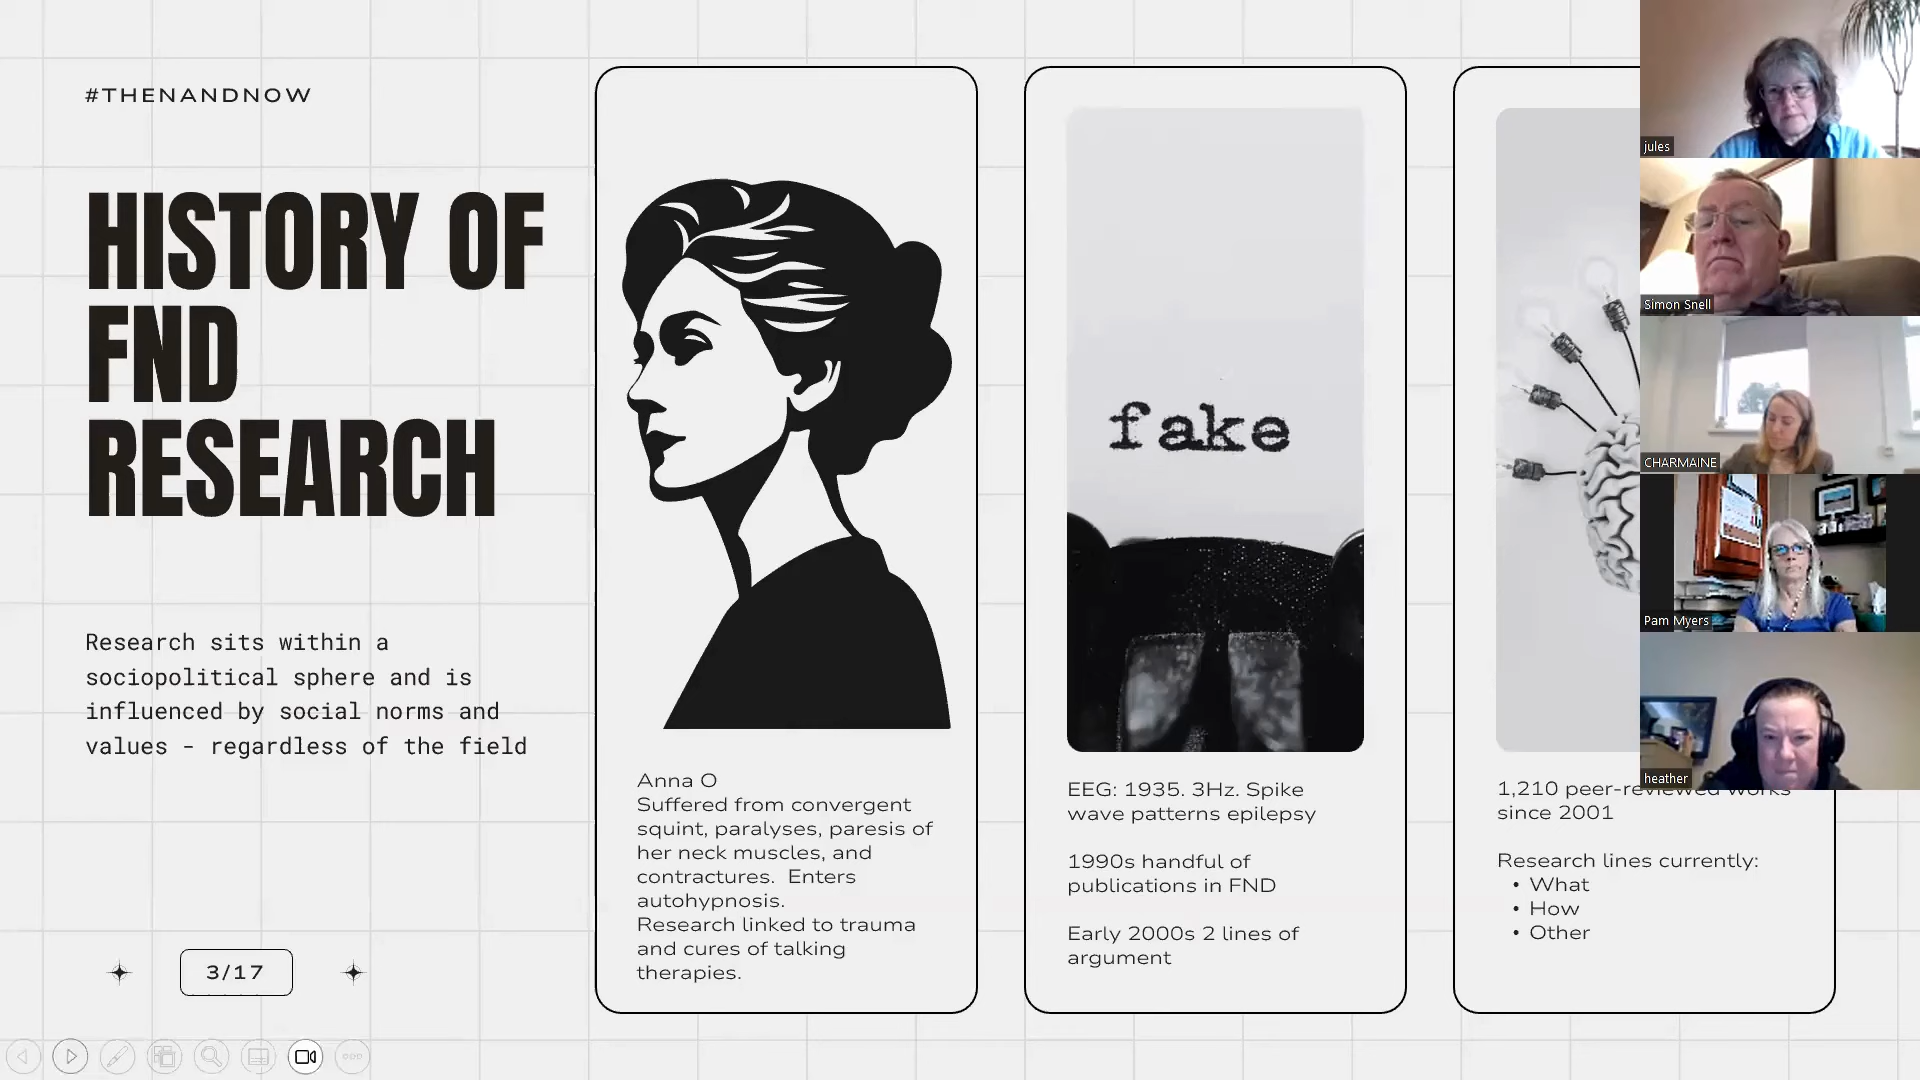 #THENANDNOW
HISTORY OF
FND
RESEARCH
Research sits within a
sociopolitical sphere and is
influenced by social norms and
values - regardless of the field
3/17
Anna O
Suffered from convergent
squint, paralyses, paresis of
her neck muscles, and
contractures. Enters
autohypnosis.
Research linked to trauma
and cures of talking
therapies.
fake
EEG: 1935. 3Hz. Spike
wave patterns epilepsy
1990s handful of
publications in FND
Early 2000s 2 lines of
argument
1,210 peer-reviewed works
since 2001
Research lines currently:
• What
• How
• Other
jules
Simon Snell
CHARMAINE
Pam Myers
heather